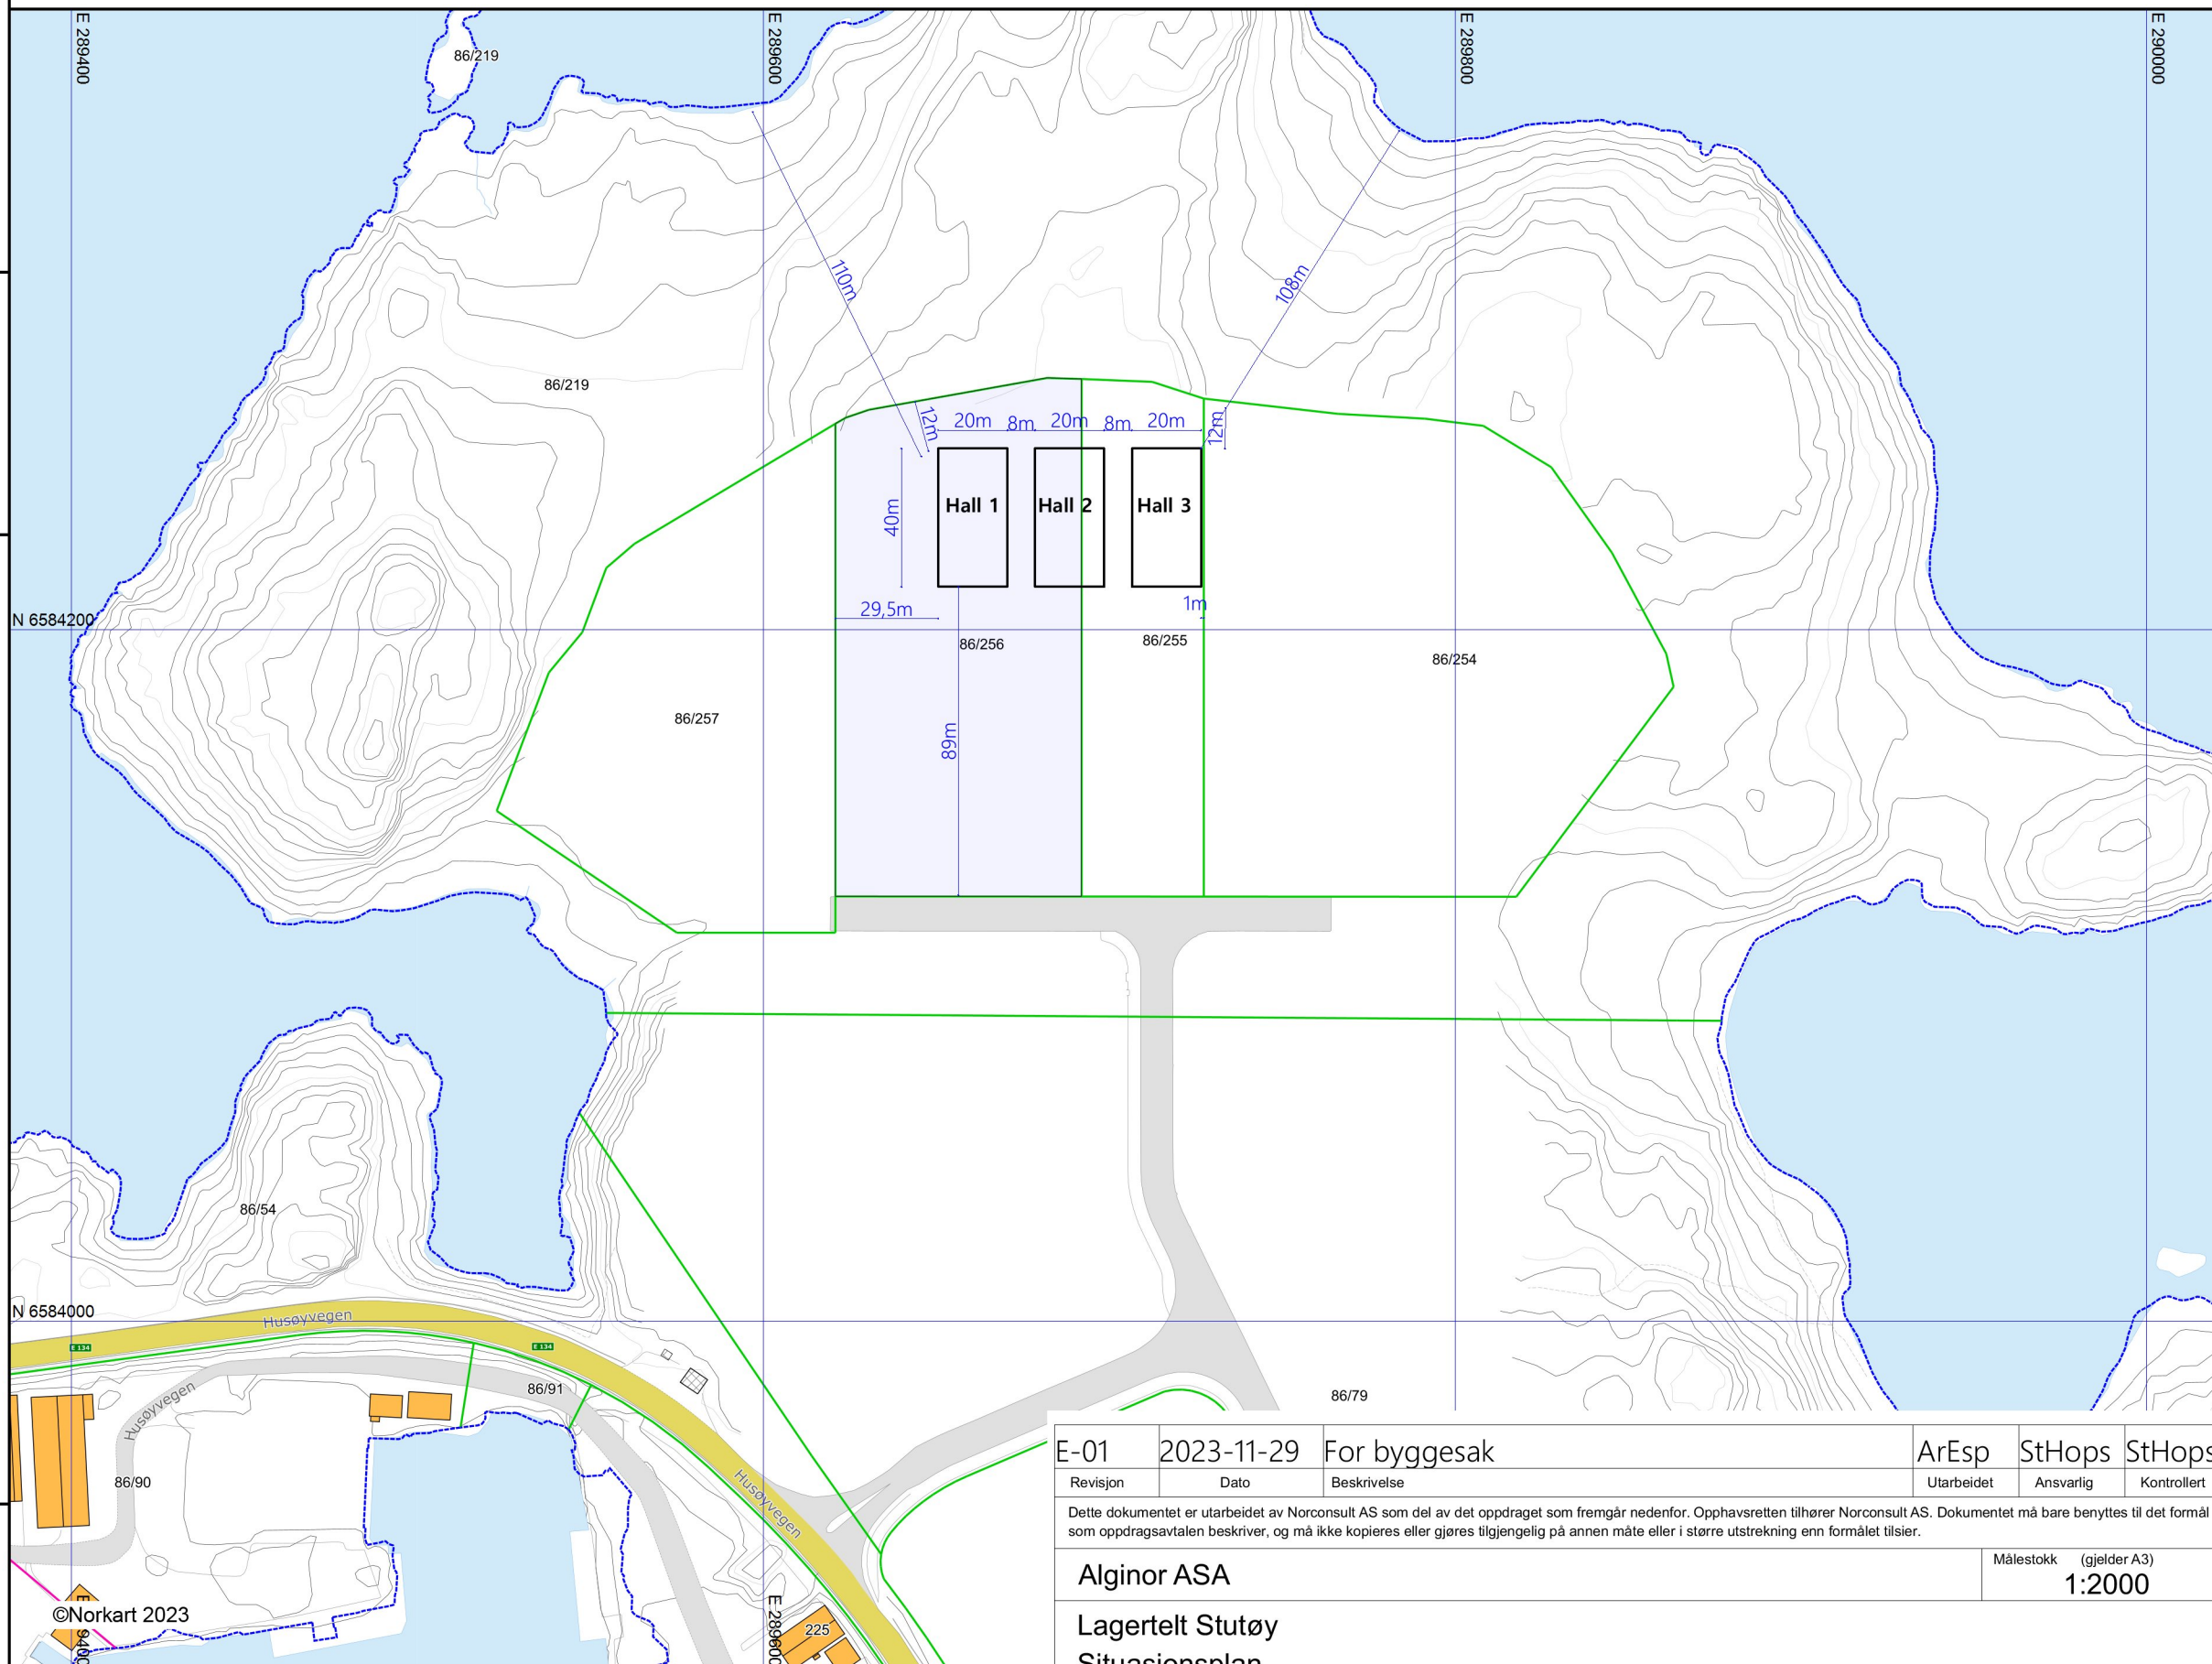 E 289400
E 289600
E 289800
E 290000
86/219
110m
108m
86/219
12m
20m
8m
20m
8m
20m
12m
40m
Hall 1
Hall 2
Hall 3
29,5m
1m
N 6584200
86/256
86/255
86/254
86/257
89m
86/54
N 6584000
Husøyvegen
E 134
E 134
86/91
86/79
Husøyvegen
86/90
Husøyvegen
E-01 2023-11-29 For byggesak ArEsp StHops StHops
Revisjon Dato Beskrivelse Utarbeidet Ansvarlig Kontrollert
Dette dokumentet er utarbeidet av Norconsult AS som del av det oppdraget som fremgår nedenfor. Opphavsretten tilhører Norconsult AS. Dokumentet må bare benyttes til det formål
som oppdragsavtalen beskriver, og må ikke kopieres eller gjøres tilgjengelig på annen måte eller i større utstrekning enn formålet tilsier.
Alginor ASA
Målestokk (gjelder A3)
1:2000
©Norkart 2023
E 289400
E 289600
225
Lagertelt Stutøy
Situasjonsplan